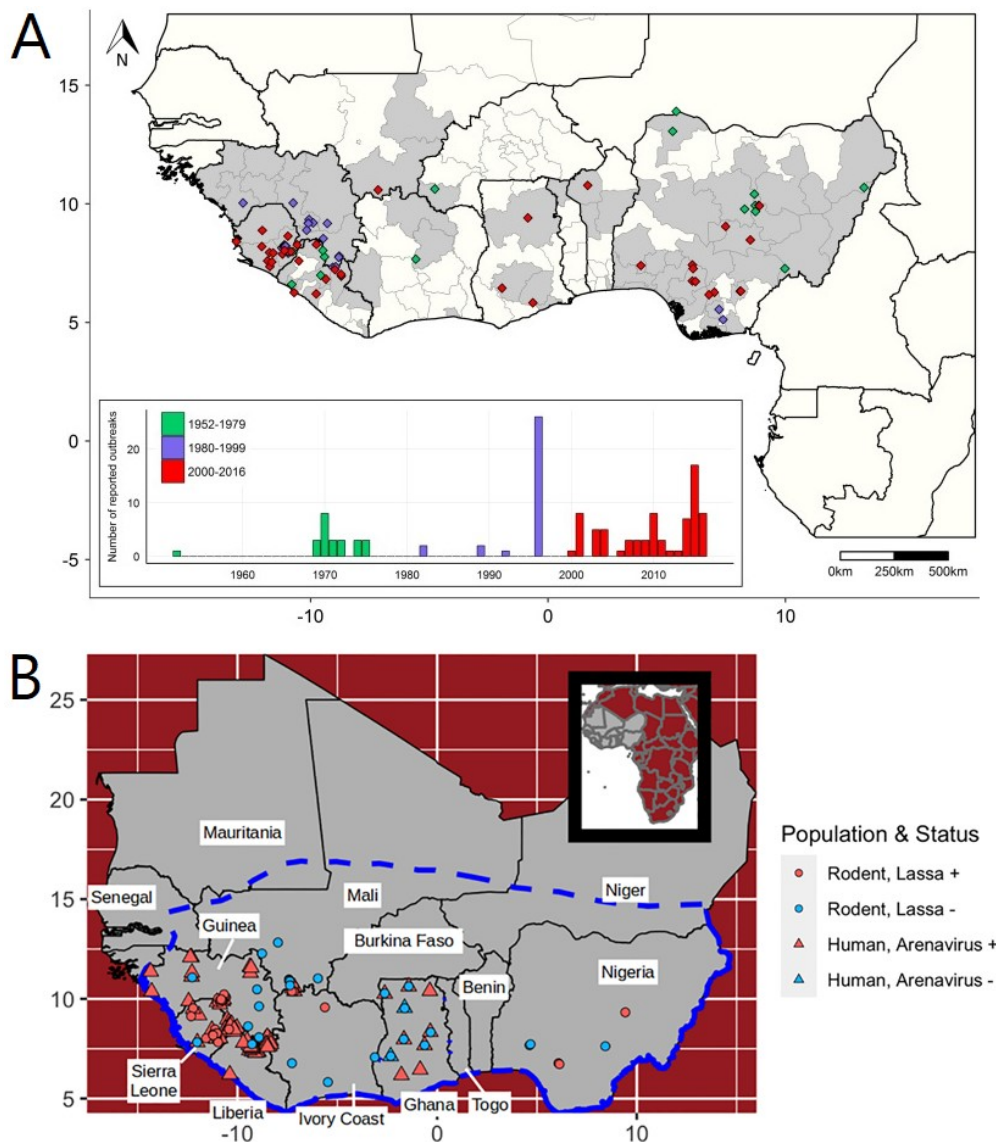 A
N
15
10
5
0
-5
Number of reported outbreaks
20
10
0
1952-1979
1980-1999
2000-2016
1960
1970
1980
1990
2000
2010
0km
250km
500km
-10
0
10
B
25
20
15
10
5
Mauritania
Senegal
Mali
Niger
Guinea
Burkina Faso
Nigeria
Benin
Sierra
Leone
Liberia
Ivory Coast
Ghana
Togo
-10
0
10
Population & Status
Rodent, Lassa +
Rodent, Lassa -
Human, Arenavirus +
Human, Arenavirus -